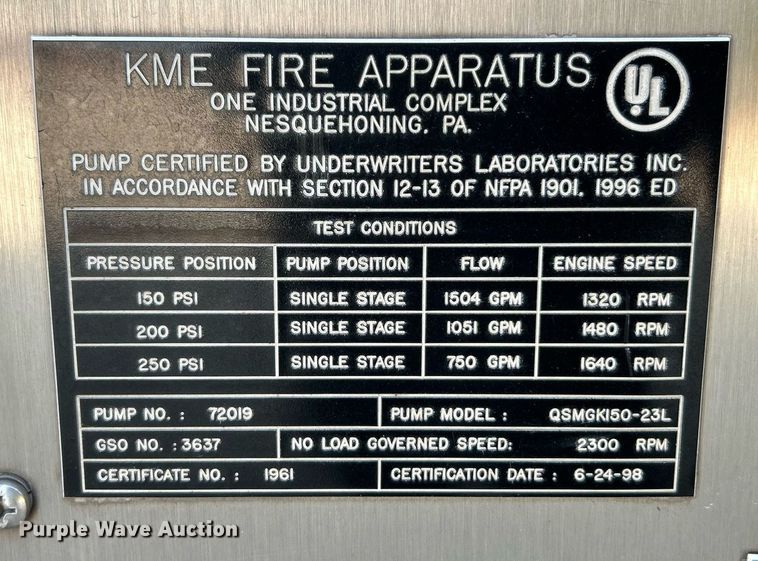 KME FIRE APPARATUS
UL
ONE INDUSTRIAL COMPLEX
NESQUEHONING, PA.
PUMP CERTIFIED BY UNDERWRITERS LABORATORIES INC.
IN ACCORDANCE WITH SECTION 12-13 OF NFPA 1901. 1996 ED
TEST CONDITIONS
PRESSURE POSITION PUMP POSITION FLOW ENGINE SPEED
150 PSI SINGLE STAGE 1504 GPM 1320 RPM
200 PSI SINGLE STAGE 1051 GPM 1480 RPM
250 PSI SINGLE STAGE 750 GPM 1640 RPM
PUMP NO. : 72019 PUMP MODEL : QSMGK150-23L
GSO NO. : 3637 NO LOAD GOVERNED SPEED: 2300 RPM
CERTIFICATE NO. : 1961 CERTIFICATION DATE : 6-24-98
Purple Wave Auction